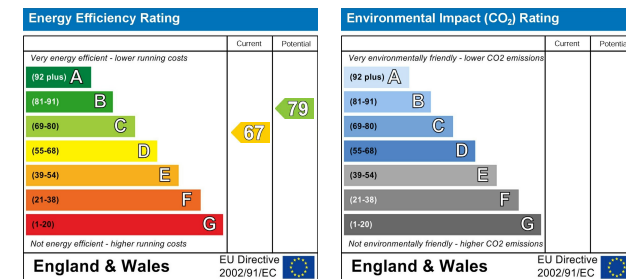 Energy Efficiency Rating
Current Potential
Very energy efficient - lower running costs
(92 plus) A
(81-91) B
79
(69-80) C
67
(55-68) D
(39-54) E
(21-38) F
(1-20) G
Not energy efficient - higher running costs
England & Wales
EU Directive
2002/91/EC
Environmental Impact (CO₂) Rating
Current Potential
Very environmentally friendly - lower CO2 emissions
(92 plus) A
(81-91) B
(69-80) C
(55-68) D
(39-54) E
(21-38) F
(1-20) G
Not environmentally friendly - higher CO2 emissions
England & Wales
EU Directive
2002/91/EC